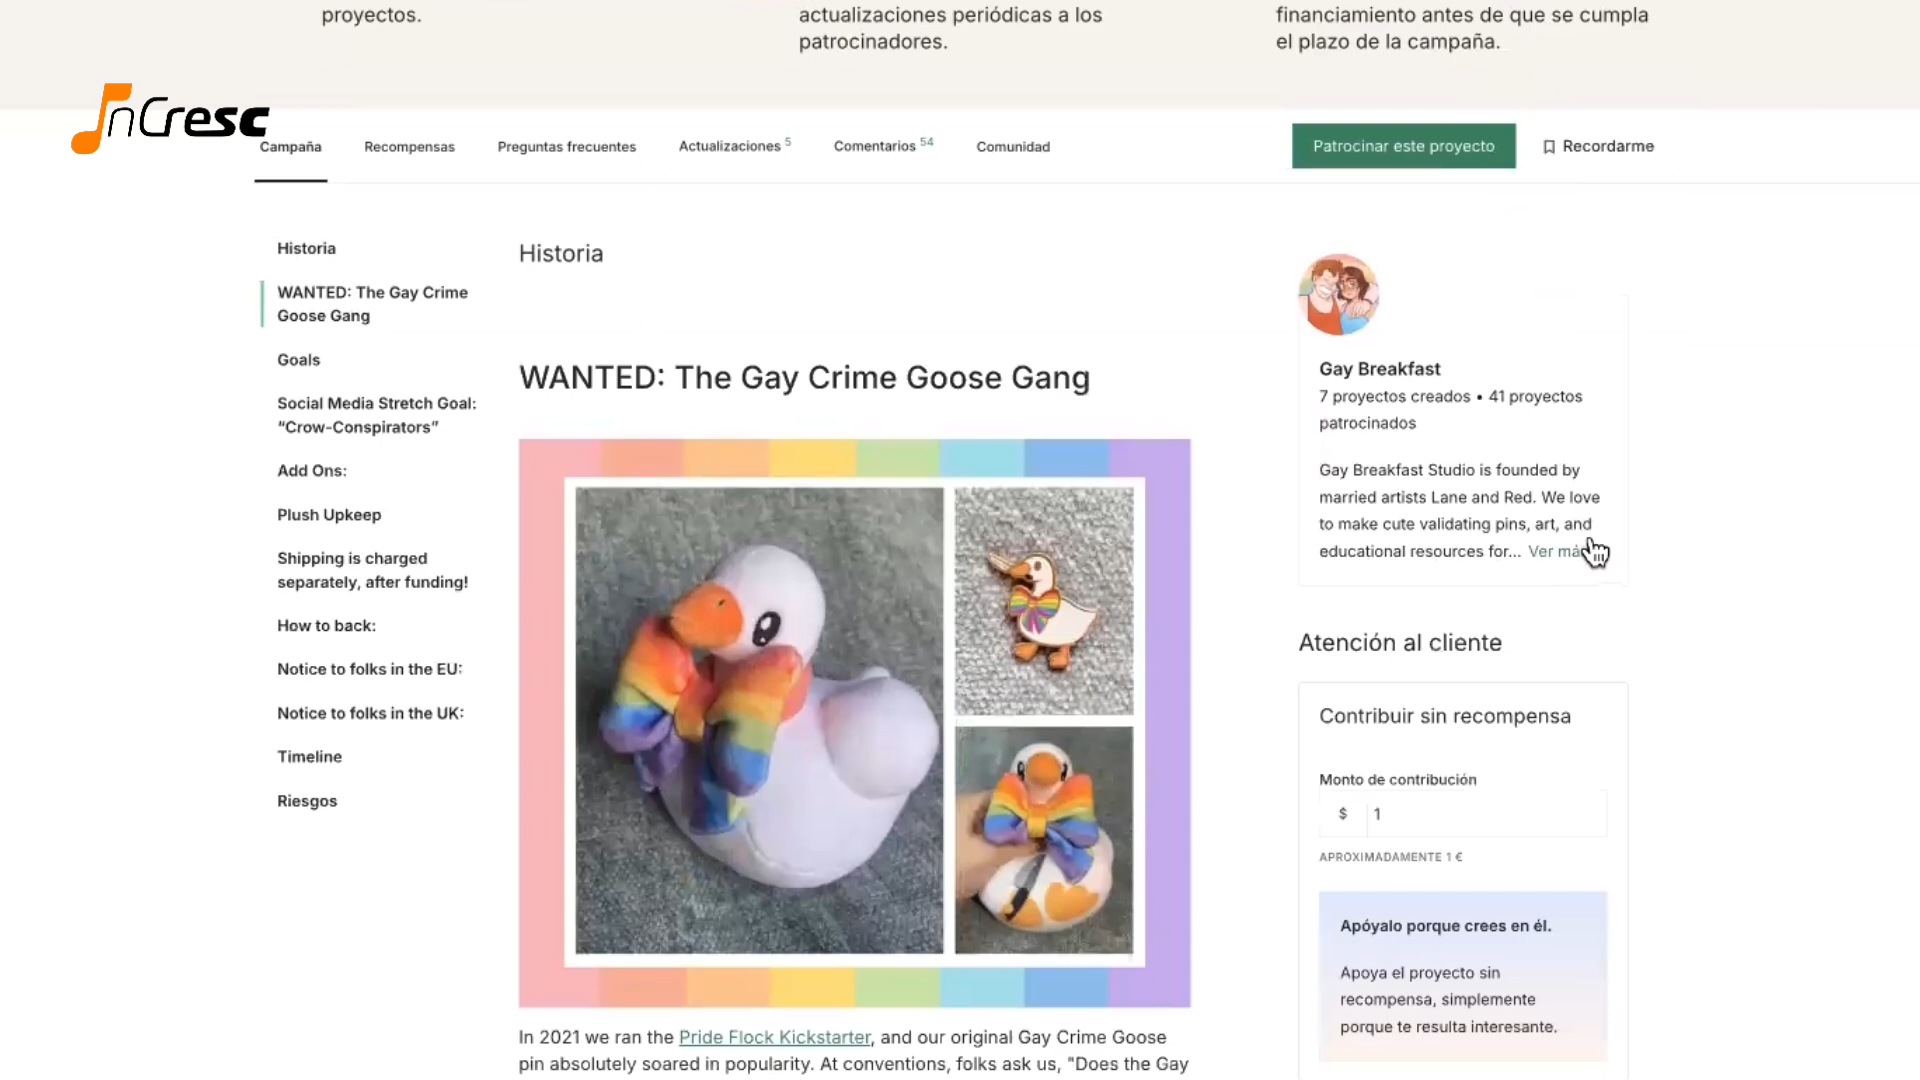 proyectos.
actualizaciones periódicas a los
patrocinadores.
financiamiento antes de que se cumpla
el plazo de la campaña.
InCresc
Campaña
Recompensas
Preguntas frecuentes
Actualizaciones 5
Comentarios 54
Comunidad
Patrocinar este proyecto
Recordarme
Historia
WANTED: The Gay Crime
Goose Gang
Goals
Social Media Stretch Goal:
“Crow-Conspirators”
Add Ons:
Plush Upkeep
Shipping is charged
separately, after funding!
How to back:
Notice to folks in the EU:
Notice to folks in the UK:
Timeline
Riesgos
Historia
WANTED: The Gay Crime Goose Gang
In 2021 we ran the Pride Flock Kickstarter, and our original Gay Crime Goose
pin absolutely soared in popularity. At conventions, folks ask us, "Does the Gay
Gay Breakfast
7 proyectos creados • 41 proyectos
patrocinados
Gay Breakfast Studio is founded by
married artists Lane and Red. We love
to make cute validating pins, art, and
educational resources for... Ver má
Atención al cliente
Contribuir sin recompensa
Monto de contribución
$ 1
APROXIMADAMENTE 1 €
Apóyalo porque crees en él.
Apoya el proyecto sin
recompensa, simplemente
porque te resulta interesante.